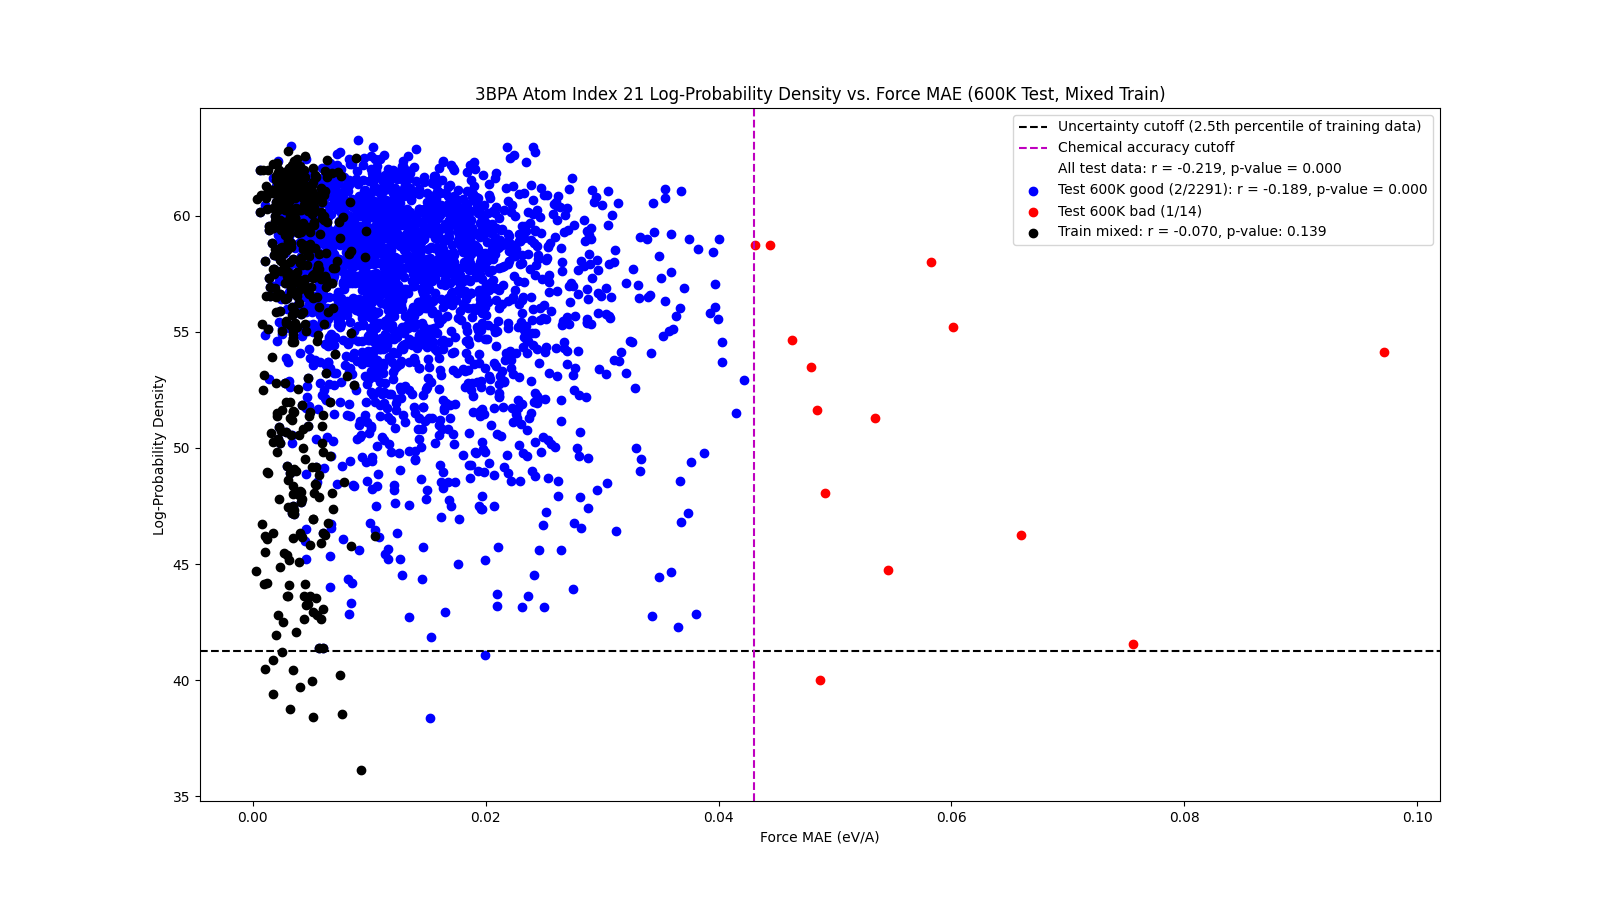 3BPA Atom Index 21 Log-Probability Density vs. Force MAE (600K Test, Mixed Train)
Uncertainty cutoff (2.5th percentile of training data)
Chemical accuracy cutoff
All test data: r = -0.219, p-value = 0.000
Test 600K good (2/2291): r = -0.189, p-value = 0.000
Test 600K bad (1/14)
Train mixed: r = -0.070, p-value: 0.139
Log-Probability Density
60
55
50
45
40
35
0.00 0.02 0.04 0.06 0.08 0.10
Force MAE (eV/A)